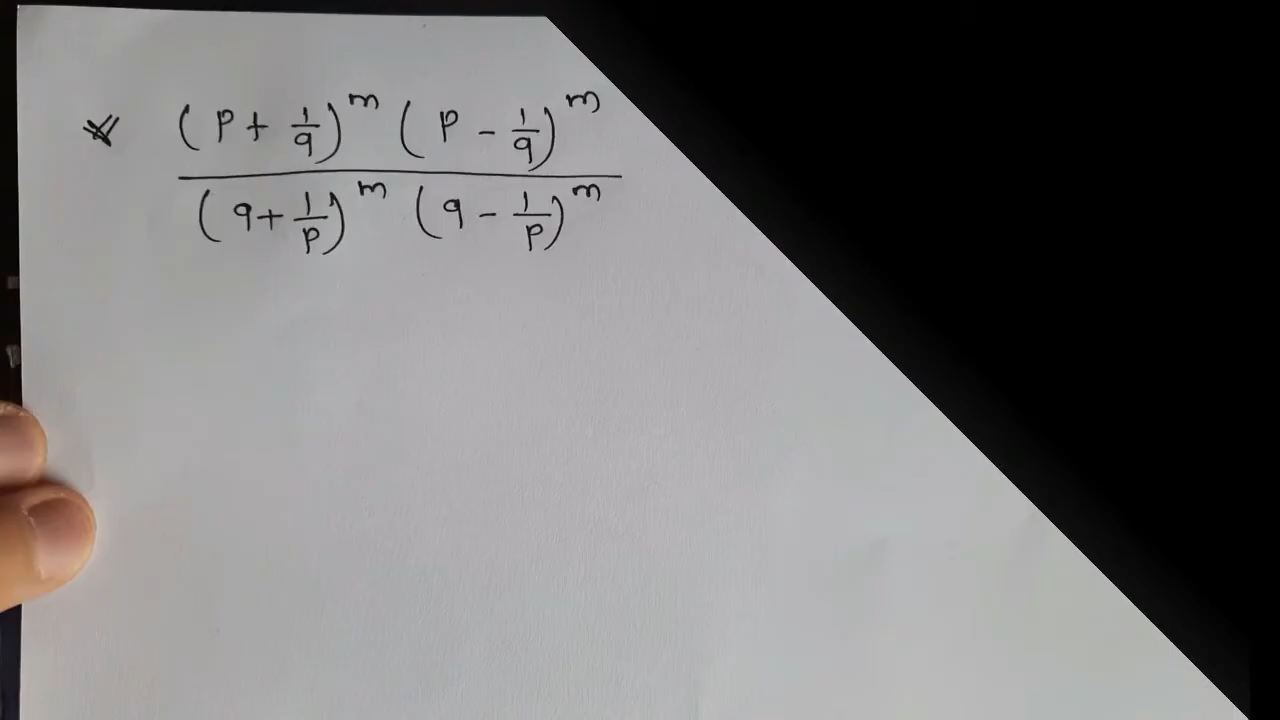 * (p + 1/q)^m (p - 1/q)^m
(q + 1/p)^m (q - 1/p)^m